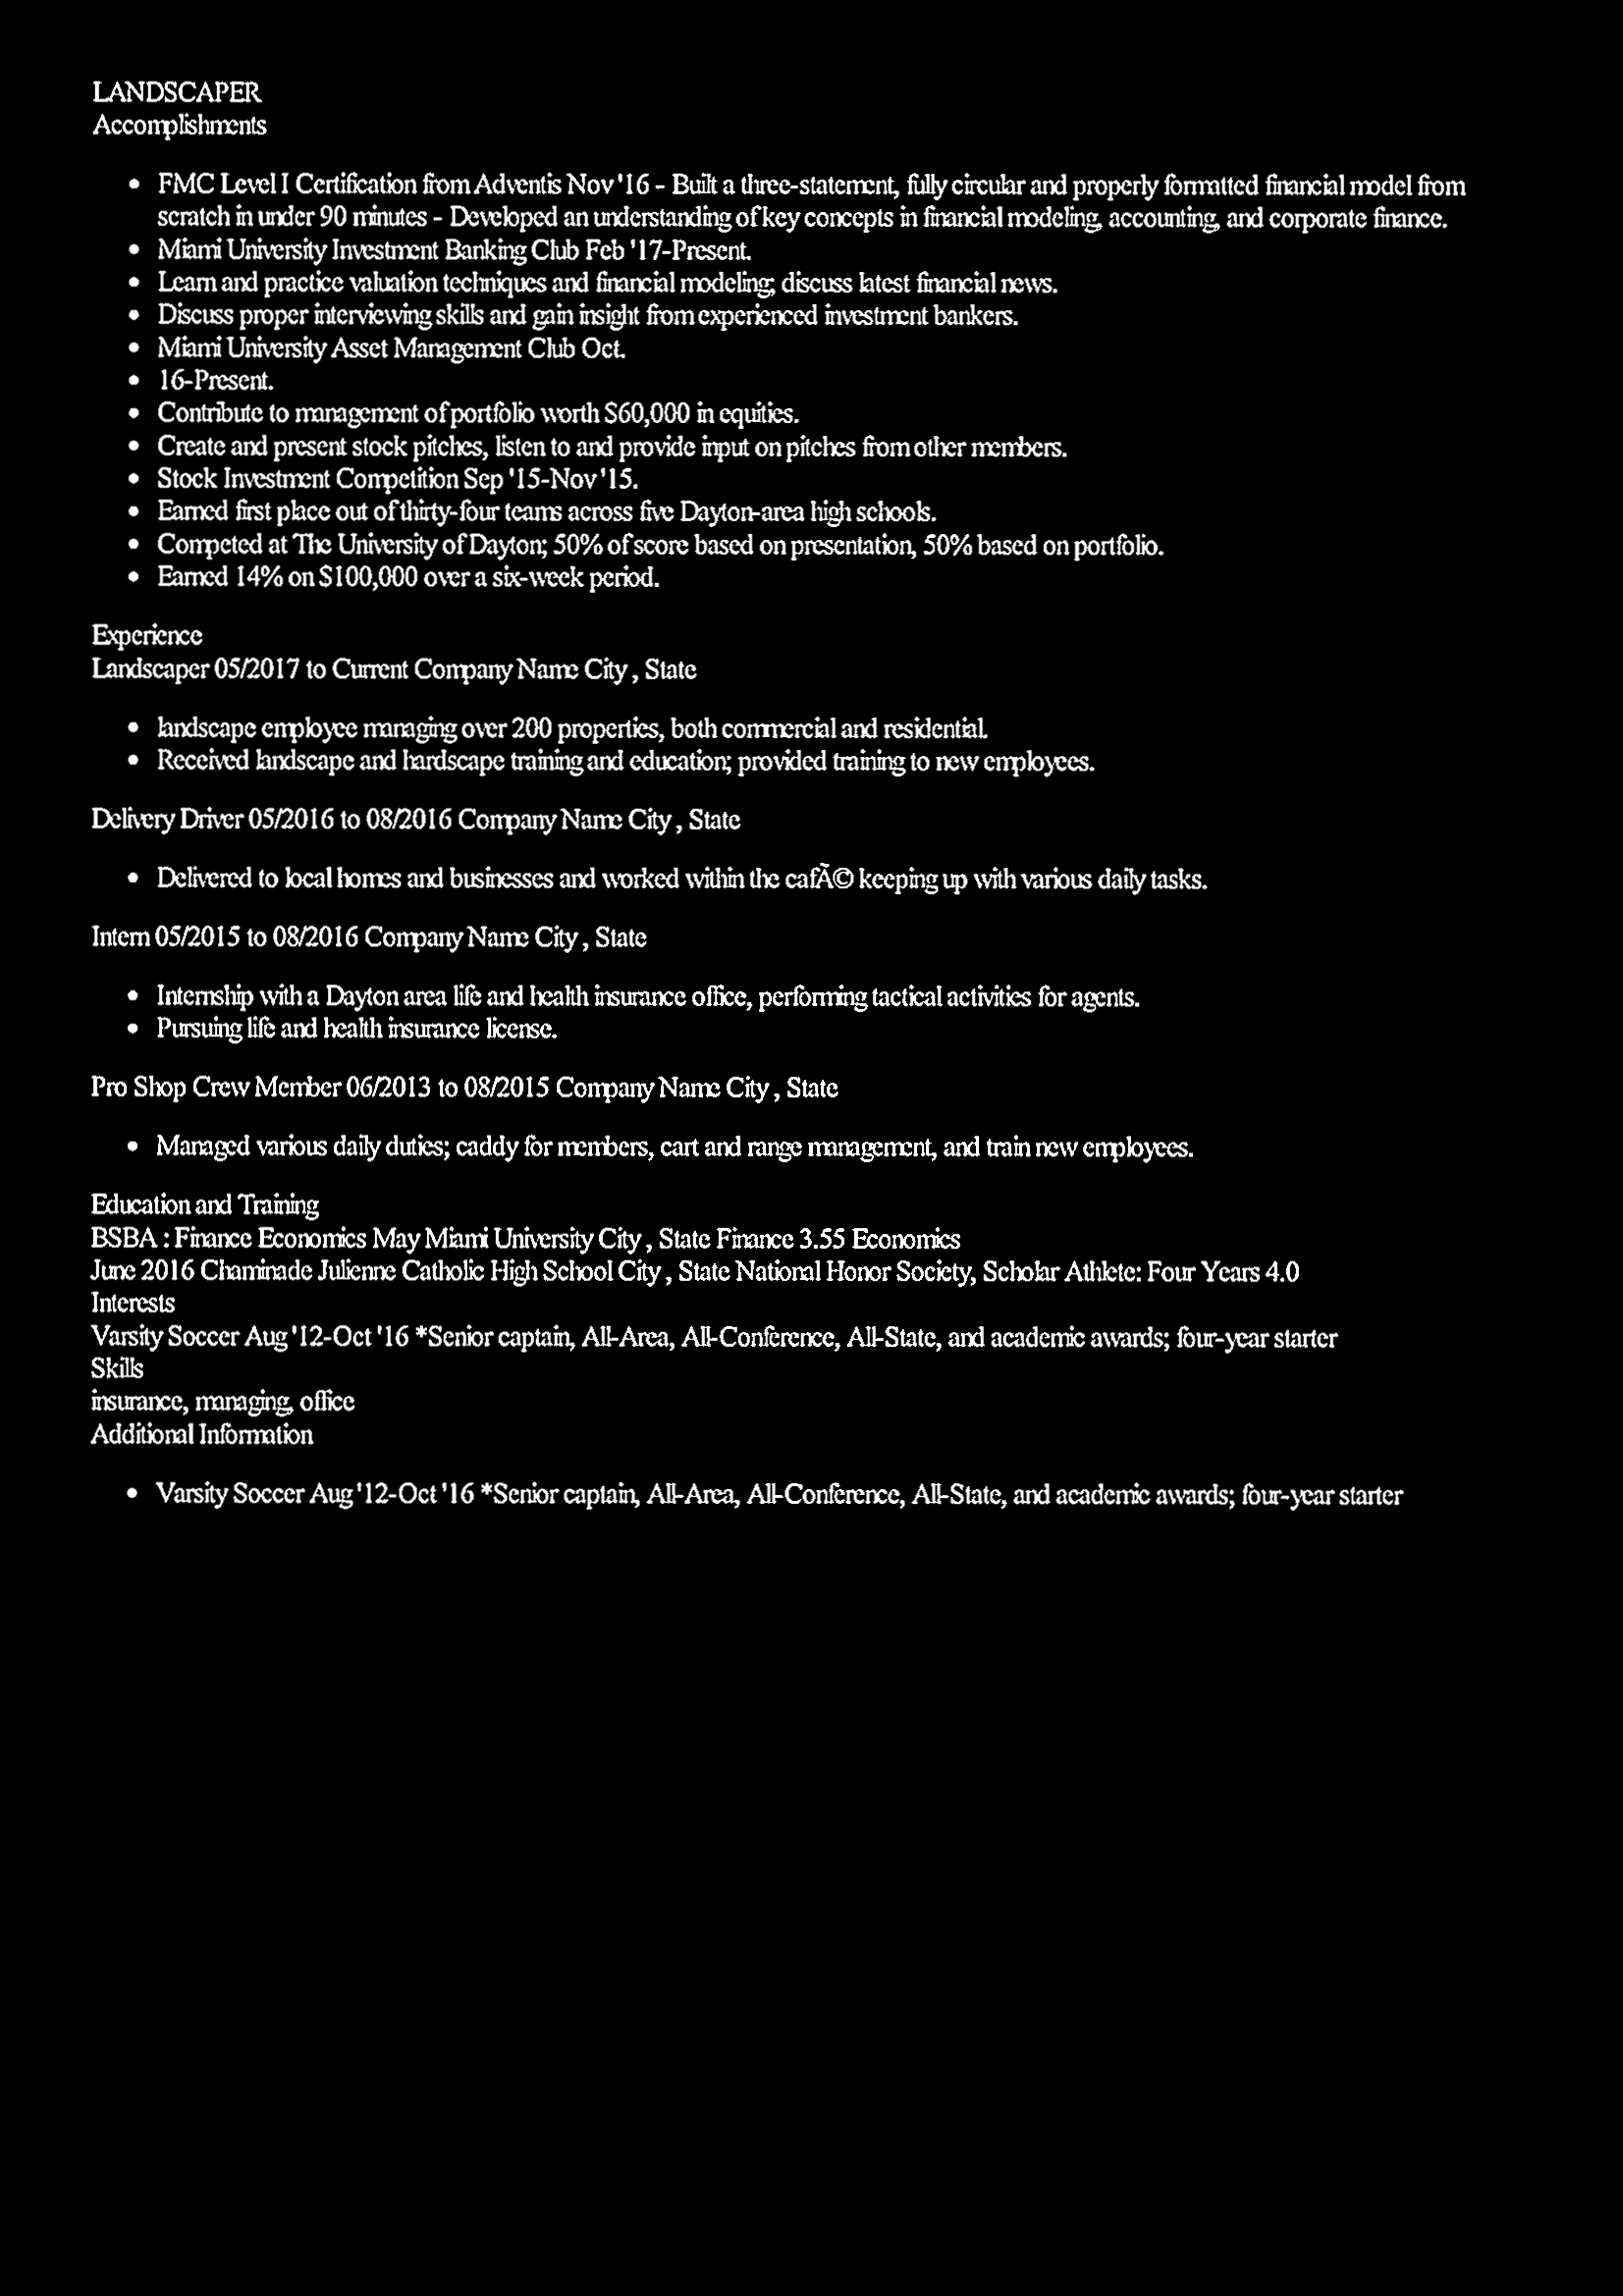 LANDSCAPER
Accomplishments
• FMC Level I Certification from Adventis Nov '16 - Built a three-statement, fully circular and properly formatted financial model from
scratch in under 90 minutes - Developed an understanding of key concepts in financial modeling, accounting, and corporate finance.
• Miami University Investment Banking Club Feb '17-Present.
• Learn and practice valuation techniques and financial modeling; discuss latest financial news.
• Discuss proper interviewing skills and gain insight from experienced investment bankers.
• Miami University Asset Management Club Oct.
• 16-Present.
• Contribute to management of portfolio worth $60,000 in equities.
• Create and present stock pitches, listen to and provide input on pitches from other members.
• Stock Investment Competition Sep '15-Nov '15.
• Earned first place out of thirty-four teams across five Dayton-area high schools.
• Competed at The University of Dayton; 50% of score based on presentation, 50% based on portfolio.
• Earned 14% on $100,000 over a six-week period.
Experience
Landscaper 05/2017 to Current Company Name City , State
• landscape employee managing over 200 properties, both commercial and residential.
• Received landscape and hardscape training and education; provided training to new employees.
Delivery Driver 05/2016 to 08/2016 Company Name City , State
• Delivered to local homes and businesses and worked within the cafÃ© keeping up with various daily tasks.
Intern 05/2015 to 08/2016 Company Name City , State
• Internship with a Dayton area life and health insurance office, performing tactical activities for agents.
• Pursuing life and health insurance license.
Pro Shop Crew Member 06/2013 to 08/2015 Company Name City , State
• Managed various daily duties; caddy for members, cart and range management, and train new employees.
Education and Training
BSBA : Finance Economics May Miami University City , State Finance 3.55 Economics
June 2016 Chaminade Julienne Catholic High School City , State National Honor Society, Scholar Athlete: Four Years 4.0
Interests
Varsity Soccer Aug '12-Oct '16 *Senior captain, All-Area, All-Conference, All-State, and academic awards; four-year starter
Skills
insurance, managing, office
Additional Information
• Varsity Soccer Aug '12-Oct '16 *Senior captain, All-Area, All-Conference, All-State, and academic awards; four-year starter